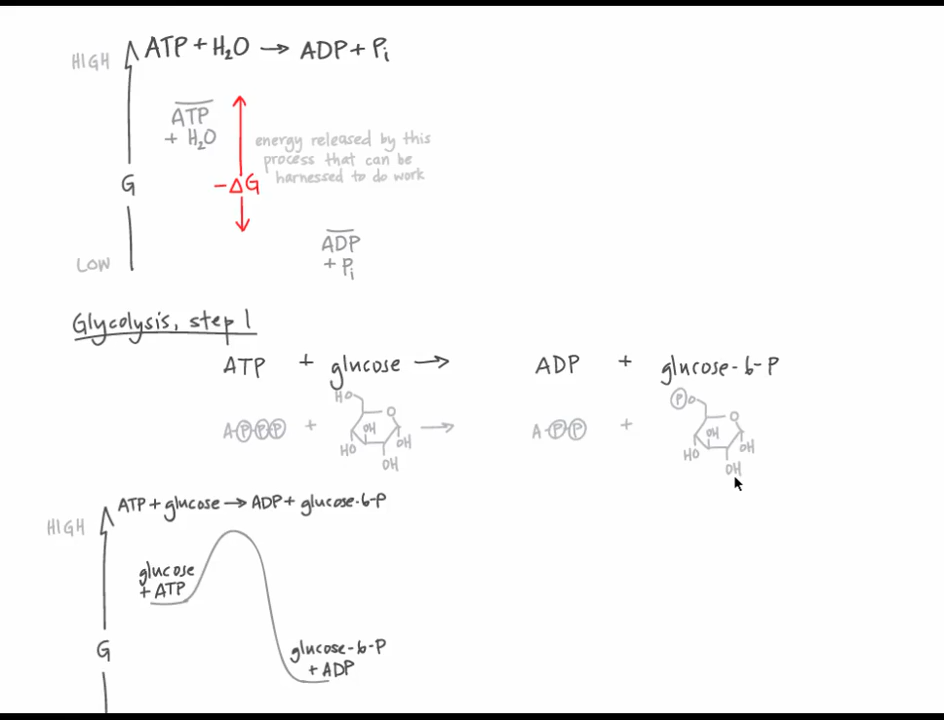 HIGH
ATP + H₂O → ADP + Pᵢ
ATP
+ H₂O
energy released by this
process that can be
harnessed to do work
G
-ΔG
ADP
+ Pᵢ
LOW
Glycolysis, step 1
ATP + glucose → ADP + glucose-6-P
HO O OH HO OH OH
A-PPP + → A-PP +
P O O OH HO OH OH
ATP + glucose → ADP + glucose-6-P
HIGH
glucose
+ ATP
G
glucose-6-P
+ ADP